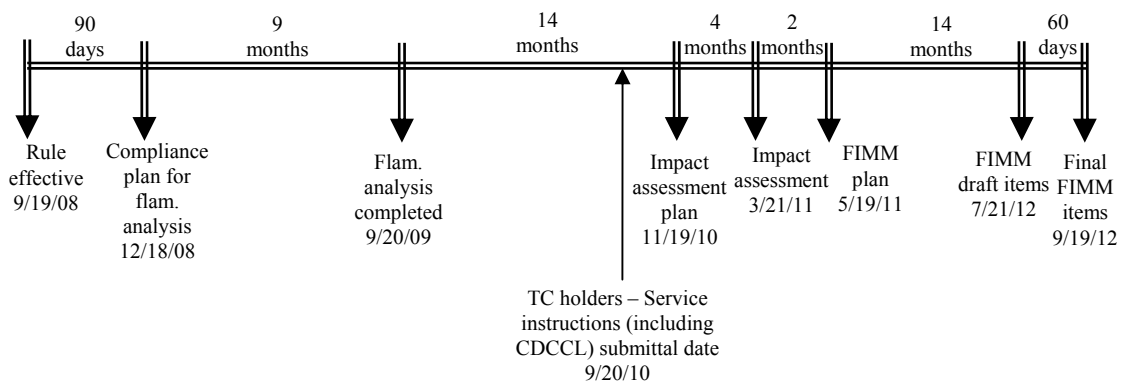 90
days
9
months
14
months
4
months
2
months
14
months
60
days
Rule
effective
9/19/08
Compliance
plan for
flam.
analysis
12/18/08
Flam.
analysis
completed
9/20/09
Impact
assessment
plan
11/19/10
Impact
assessment
3/21/11
FIMM
plan
5/19/11
FIMM
draft items
7/21/12
Final
FIMM
items
9/19/12
TC holders – Service
instructions (including
CDCCL) submittal date
9/20/10